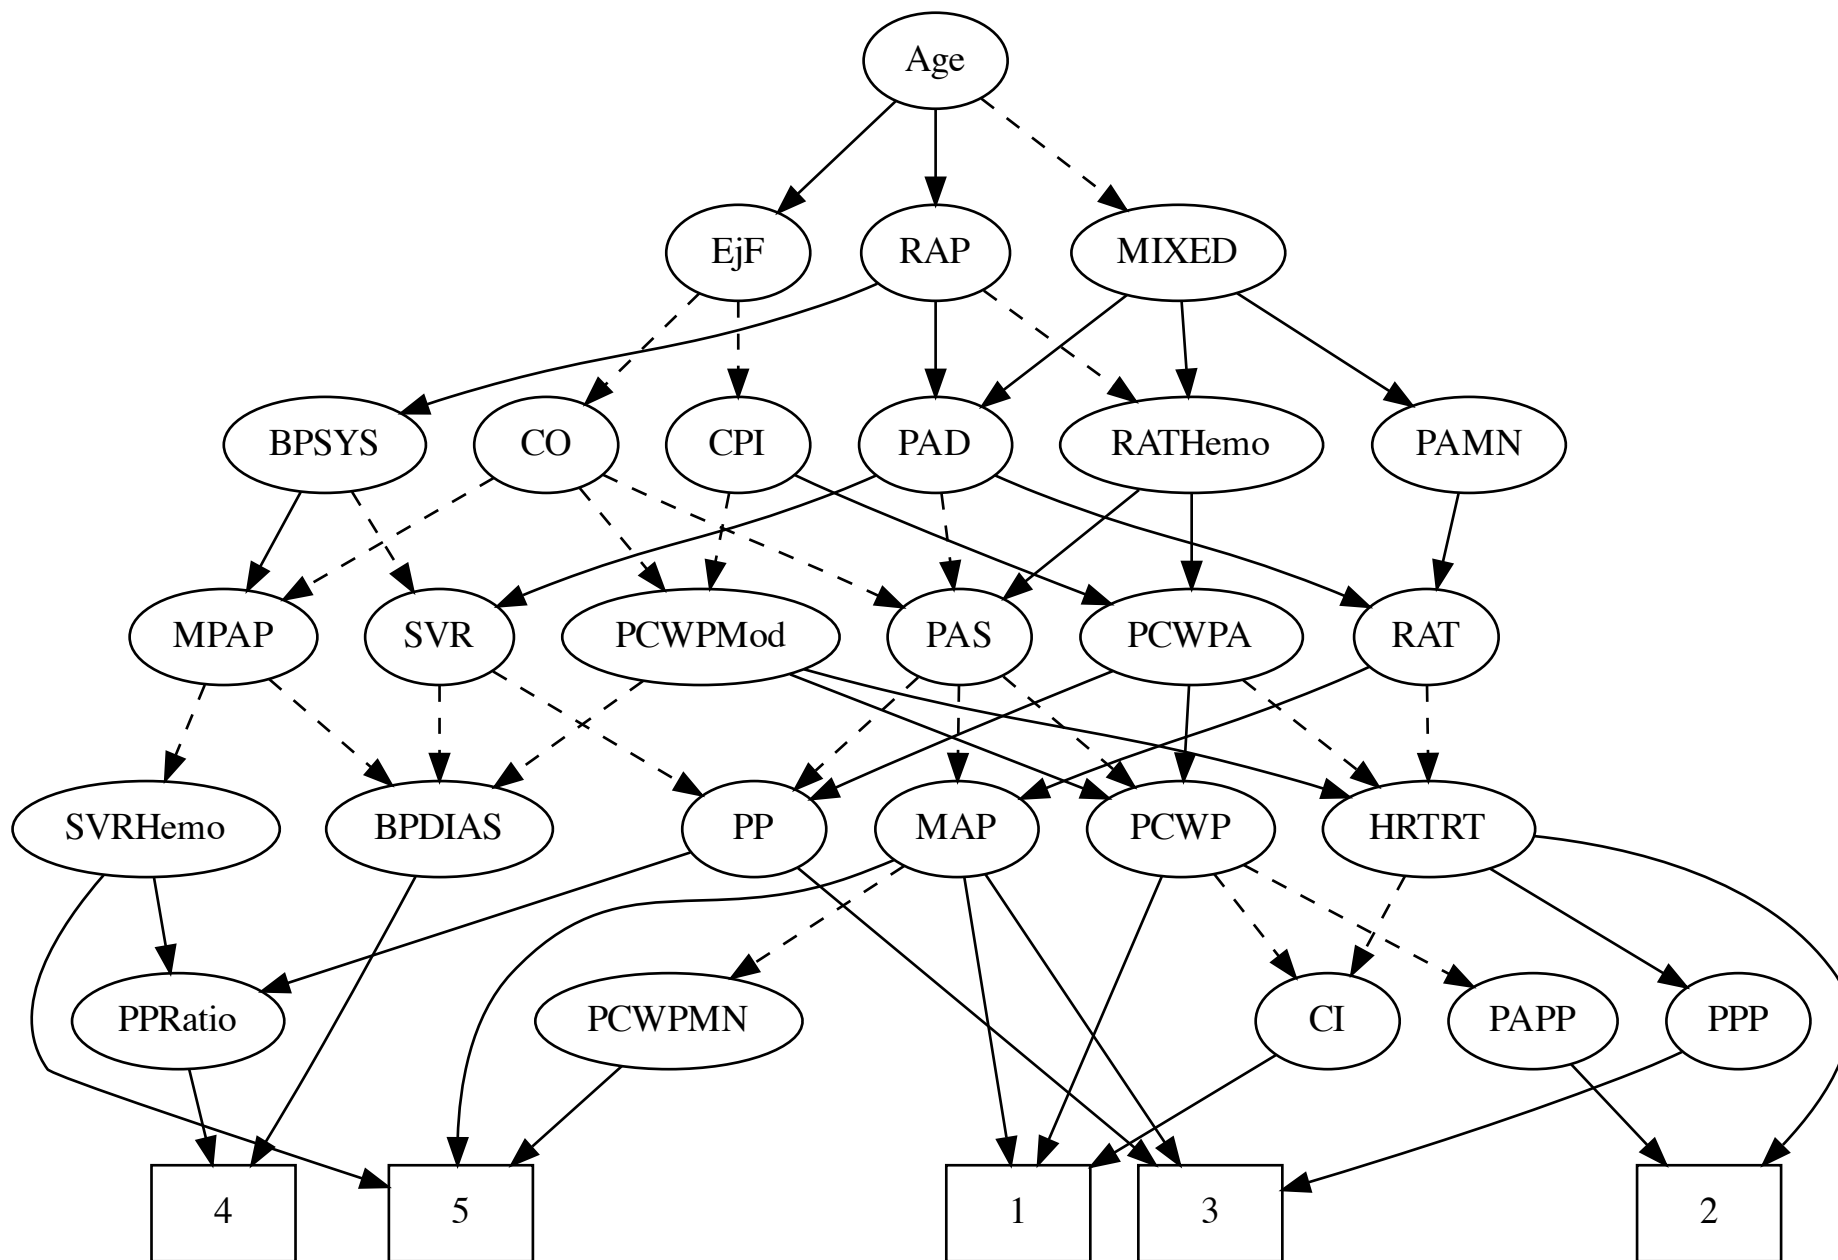 Age
EjF
RAP
MIXED
BPSYS
CO
CPI
PAD
RATHemo
PAMN
MPAP
SVR
PCWPMod
PAS
PCWPA
RAT
SVRHemo
BPDIAS
PP
MAP
PCWP
HRTRT
PPRatio
PCWPMN
CI
PAPP
PPP
4
5
1
3
2